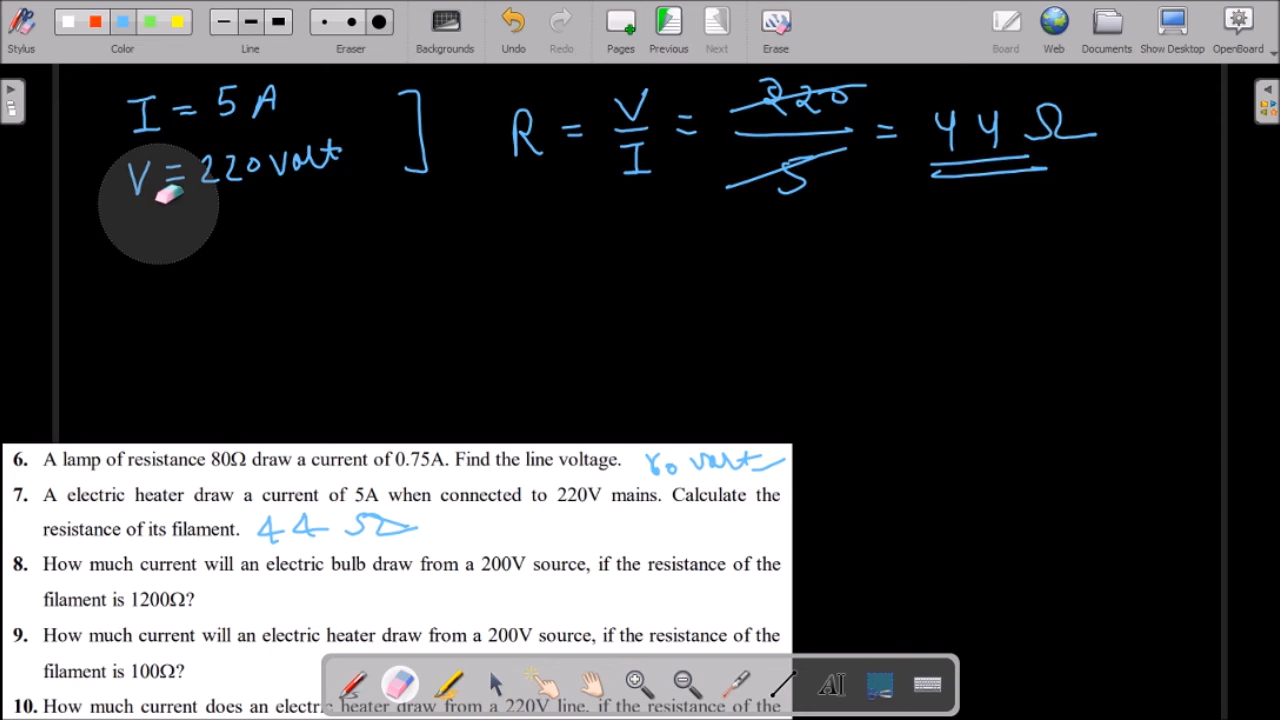 Stylus Color Line Eraser Backgrounds Undo Redo Pages Previous Next Erase Board Web Documents Show Desktop OpenBoard
I = 5 A
V = 220 volt
R = V/I = 220/5 = 44 Ω
6. A lamp of resistance 80Ω draw a current of 0.75A. Find the line voltage. 60 volt
7. A electric heater draw a current of 5A when connected to 220V mains. Calculate the
resistance of its filament. 44 Ω
8. How much current will an electric bulb draw from a 200V source, if the resistance of the
filament is 1200Ω?
9. How much current will an electric heater draw from a 200V source, if the resistance of the
filament is 100Ω?
10. How much current does an electric heater draw from a 220V line, if the resistance of the
AI